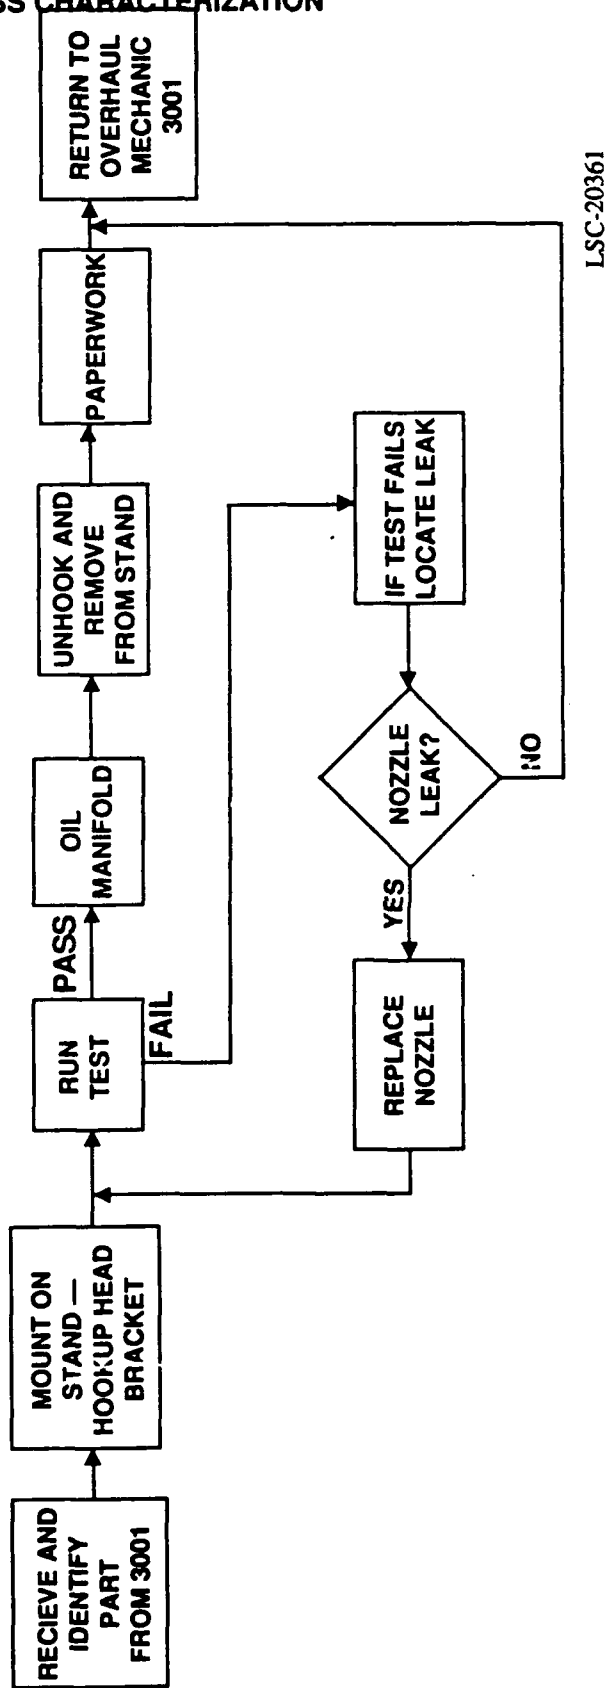 SS CHARACTERIZATION
RECIEVE AND
IDENTIFY
PART
FROM 3001
MOUNT ON
STAND —
HOOKUP HEAD
BRACKET
RUN
TEST
PASS
FAIL
OIL
MANIFOLD
UNHOOK AND
REMOVE
FROM STAND
PAPERWORK
RETURN TO
OVERHAUL
MECHANIC
3001
IF TEST FAILS
LOCATE LEAK
NOZZLE
LEAK?
YES
NO
REPLACE
NOZZLE
LSC-20361